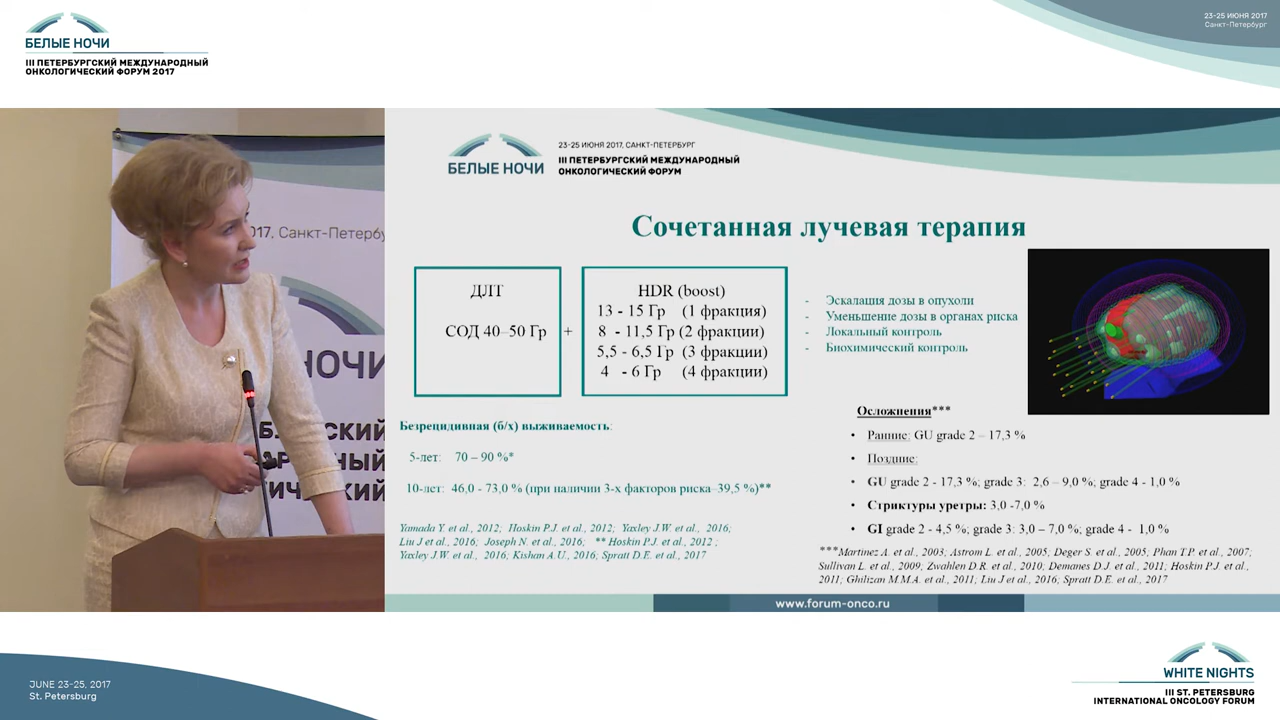 БЕЛЫЕ НОЧИ
III ПЕТЕРБУРГСКИЙ МЕЖДУНАРОДНЫЙ
ОНКОЛОГИЧЕСКИЙ ФОРУМ 2017
23-25 ИЮНЯ 2017
Санкт-Петербург
017, Санкт-Петербу
НОЧИ
БУРГСКИЙ
АРОДНЫЙ
ГИЧЕСКИЙ
23-25 ИЮНЯ 2017, САНКТ-ПЕТЕРБУРГ
БЕЛЫЕ НОЧИ
III ПЕТЕРБУРГСКИЙ МЕЖДУНАРОДНЫЙ
ОНКОЛОГИЧЕСКИЙ ФОРУМ
Сочетанная лучевая терапия
ДЛТ
СОД 40–50 Гр
+
HDR (boost)
13 - 15 Гр (1 фракция)
8 - 11,5 Гр (2 фракции)
5,5 - 6,5 Гр (3 фракции)
4 - 6 Гр (4 фракции)
- Эскалация дозы в опухоли
- Уменьшение дозы в органах риска
- Локальный контроль
- Биохимический контроль
Безрецидивная (б/х) выживаемость:
5-лет: 70 – 90 %*
10-лет: 46,0 - 73,0 % (при наличии 3-х факторов риска–39,5 %)**
Yamada Y. et al., 2012; Hoskin P.J. et al., 2012; Yaxley J.W. et al., 2016;
Liu J et al., 2016; Joseph N. et al., 2016; ** Hoskin P.J. et al., 2012 ;
Yaxley J.W. et al., 2016; Kishan A.U., 2016; Spratt D.E. et al., 2017
Осложнения***
• Ранние: GU grade 2 – 17,3 %
• Поздние:
• GU grade 2 - 17,3 %; grade 3: 2,6 – 9,0 %; grade 4 - 1,0 %
• Стриктуры уретры: 3,0 -7,0 %
• GI grade 2 - 4,5 %; grade 3: 3,0 – 7,0 %; grade 4 - 1,0 %
***Martinez A. et al., 2003; Astrom L. et al., 2005; Deger S. et al., 2005; Phan T.P. et al., 2007;
Sullivan L. et al., 2009; Zwahlen D.R. et al., 2010; Demanes D.J. et al., 2011; Hoskin P.J. et al.,
2011; Ghilizan M.M.A. et al., 2011; Liu J et al., 2016; Spratt D.E. et al., 2017
www.forum-onco.ru
JUNE 23-25, 2017
St. Petersburg
WHITE NIGHTS
III ST. PETERSBURG
INTERNATIONAL ONCOLOGY FORUM